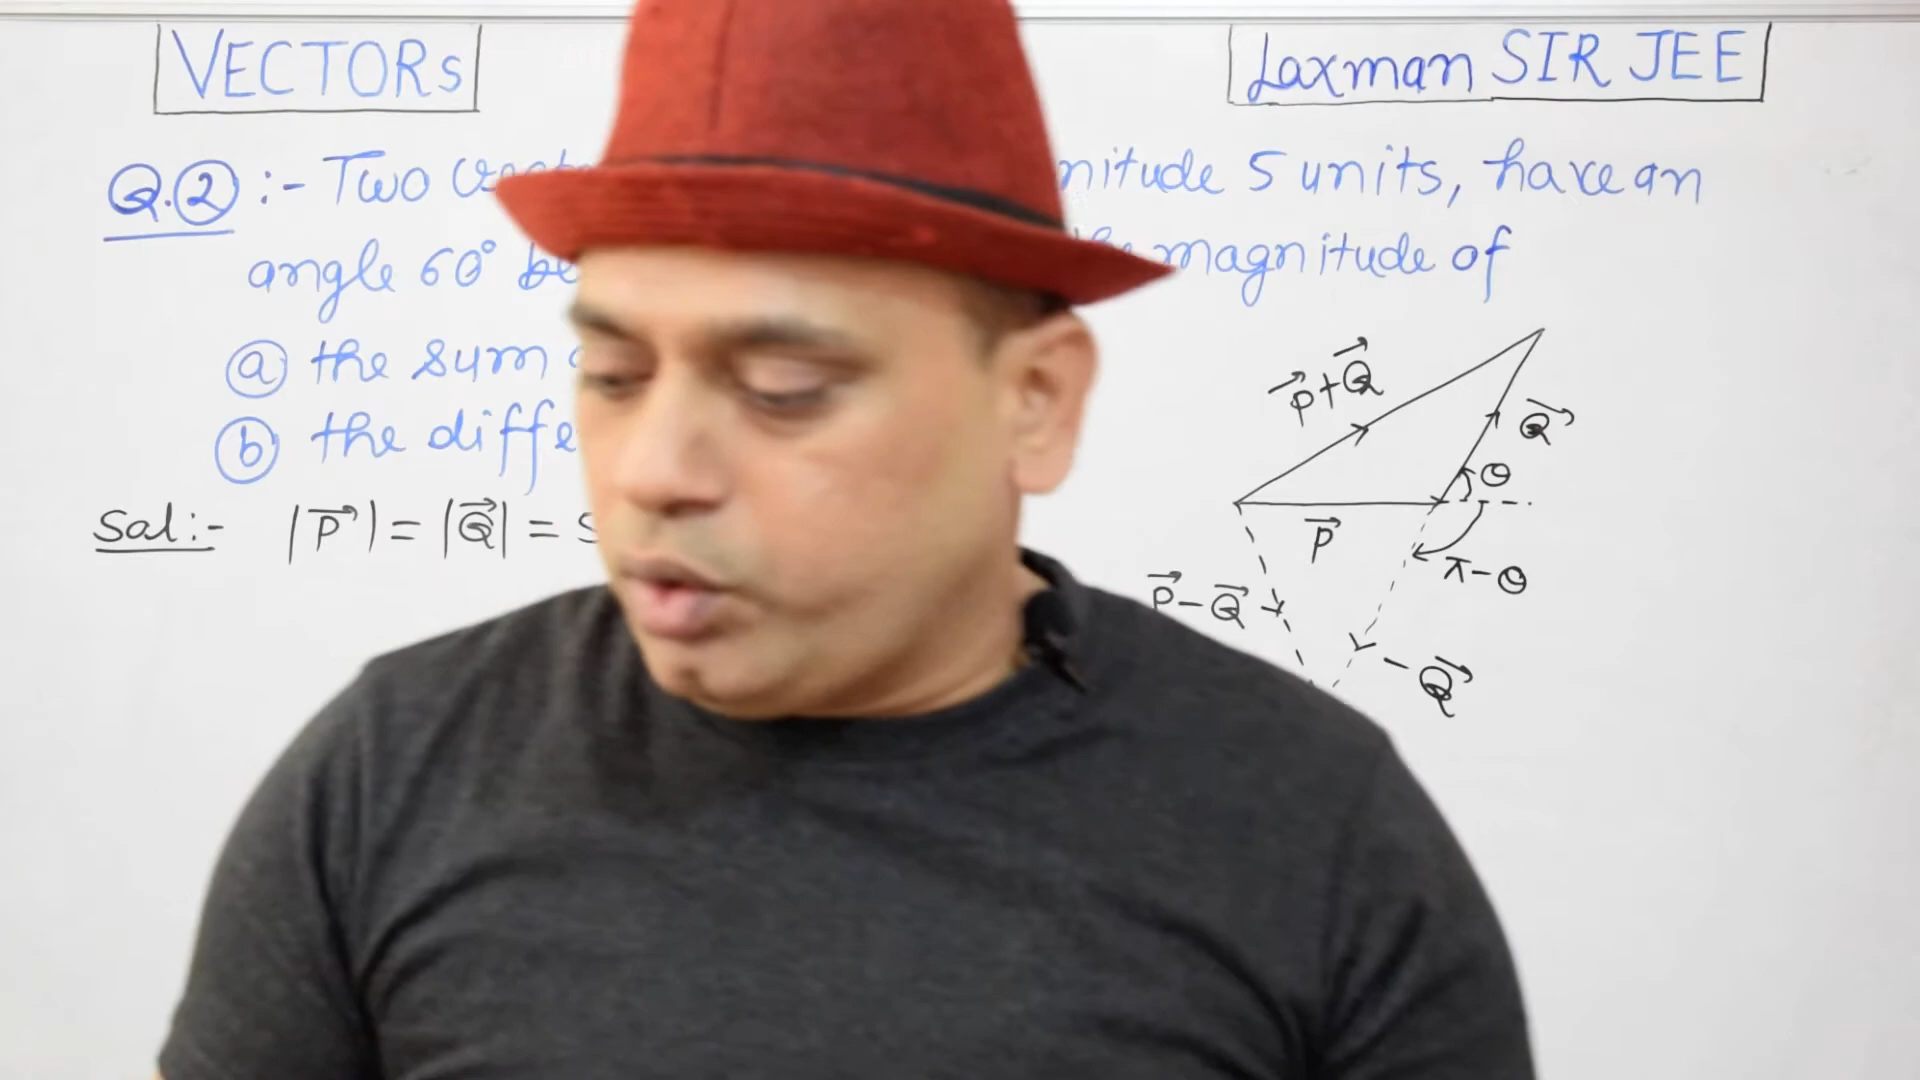 VECTORs
Laxman SIR JEE
Q.2 :- Two nitude 5 units, have an
angle 60° magnitude of
a the sum
b the
Sol:- |P⃗| = |Q⃗| =
P⃗+Q⃗
Q⃗
θ
P⃗
π-θ
P⃗-Q⃗
-Q⃗